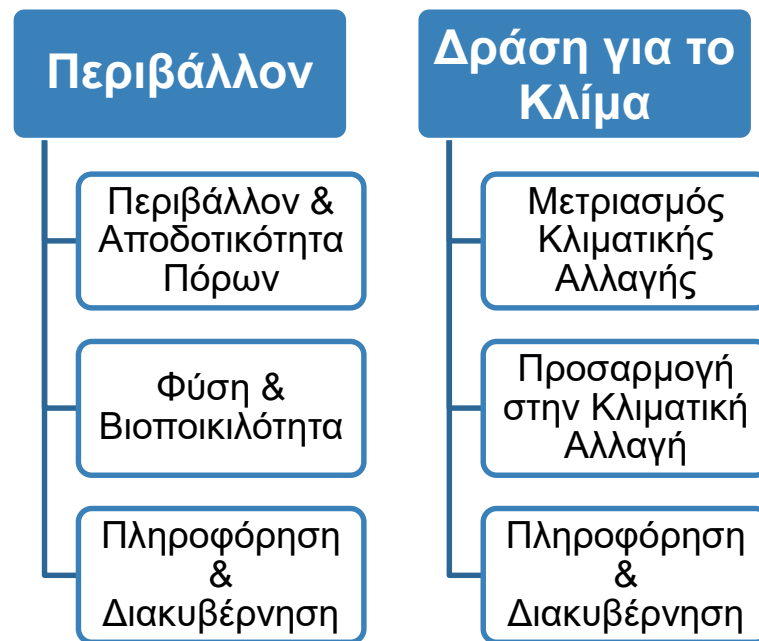 Περιβάλλον
Περιβάλλον &
Αποδοτικότητα
Πόρων
Φύση &
Βιοποικιλότητα
Πληροφόρηση
&
Διακυβέρνηση
Δράση για το
Κλίμα
Μετριασμός
Κλιματικής
Αλλαγής
Προσαρμογή
στην Κλιματική
Αλλαγή
Πληροφόρηση
&
Διακυβέρνηση